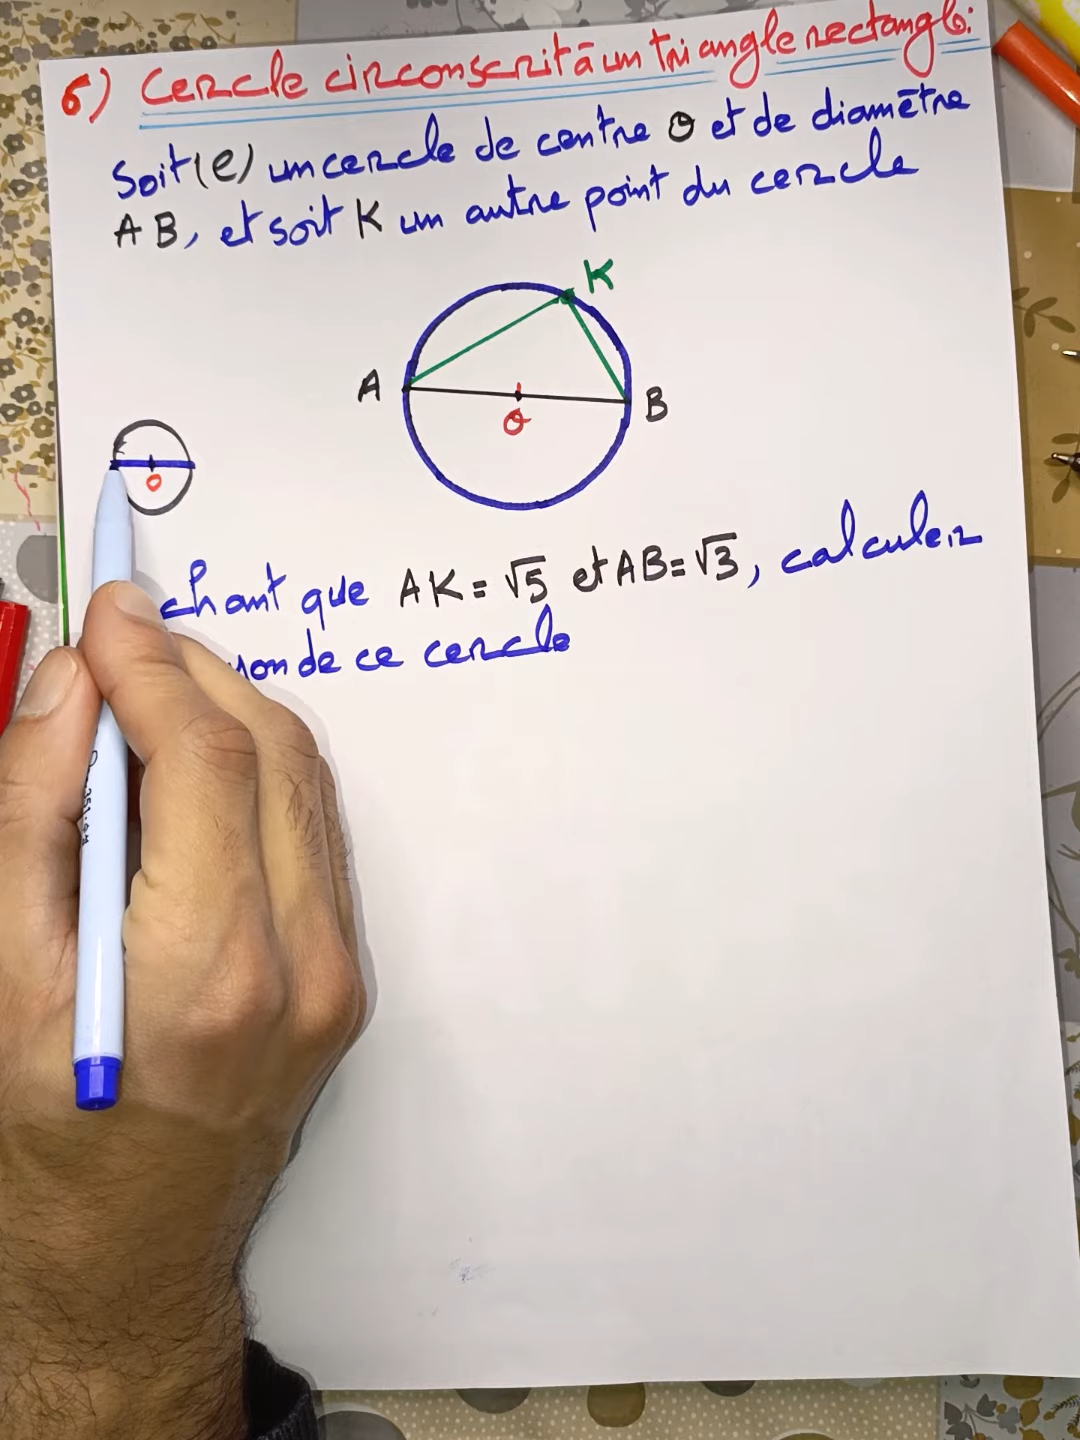 6) Cercle circonscrit à un triangle rectangle:
Soit (C) un cercle de centre O et de diamètre
AB, et soit K un autre point du cercle
K
A
B
O
O
chant que AK = √5 et AB = √3, calculer
yon de ce cercle